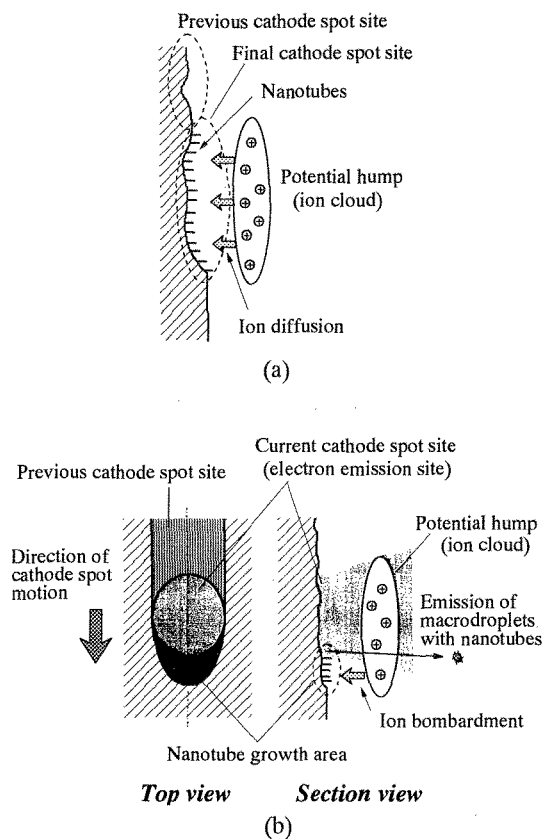 Previous cathode spot site
Final cathode spot site
Nanotubes
Potential hump
(ion cloud)
Ion diffusion
(a)
Current cathode spot site
(electron emission site)
Previous cathode spot site
Potential hump
(ion cloud)
Direction of
cathode spot
motion
Emission of
macrodroplets
with nanotubes
Ion bombardment
Nanotube growth area
Top view
Section view
(b)